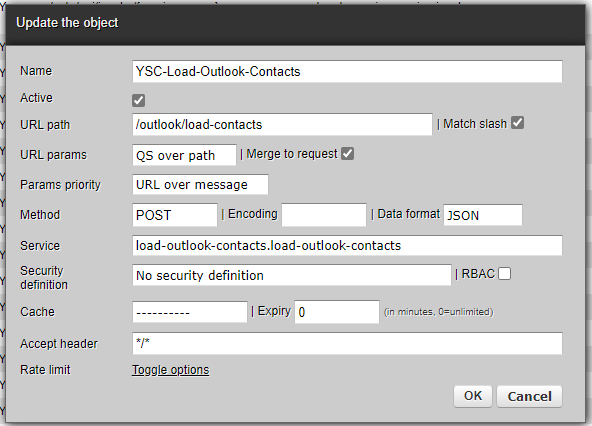 Update the object
Name YSC-Load-Outlook-Contacts
Active
URL path /outlook/load-contacts | Match slash
URL params QS over path | Merge to request
Params priority URL over message
Method POST | Encoding | Data format JSON
Service load-outlook-contacts.load-outlook-contacts
Security
definition No security definition | RBAC
Cache ---------- | Expiry 0 (in minutes, 0=unlimited)
Accept header */*
Rate limit Toggle options
OK Cancel